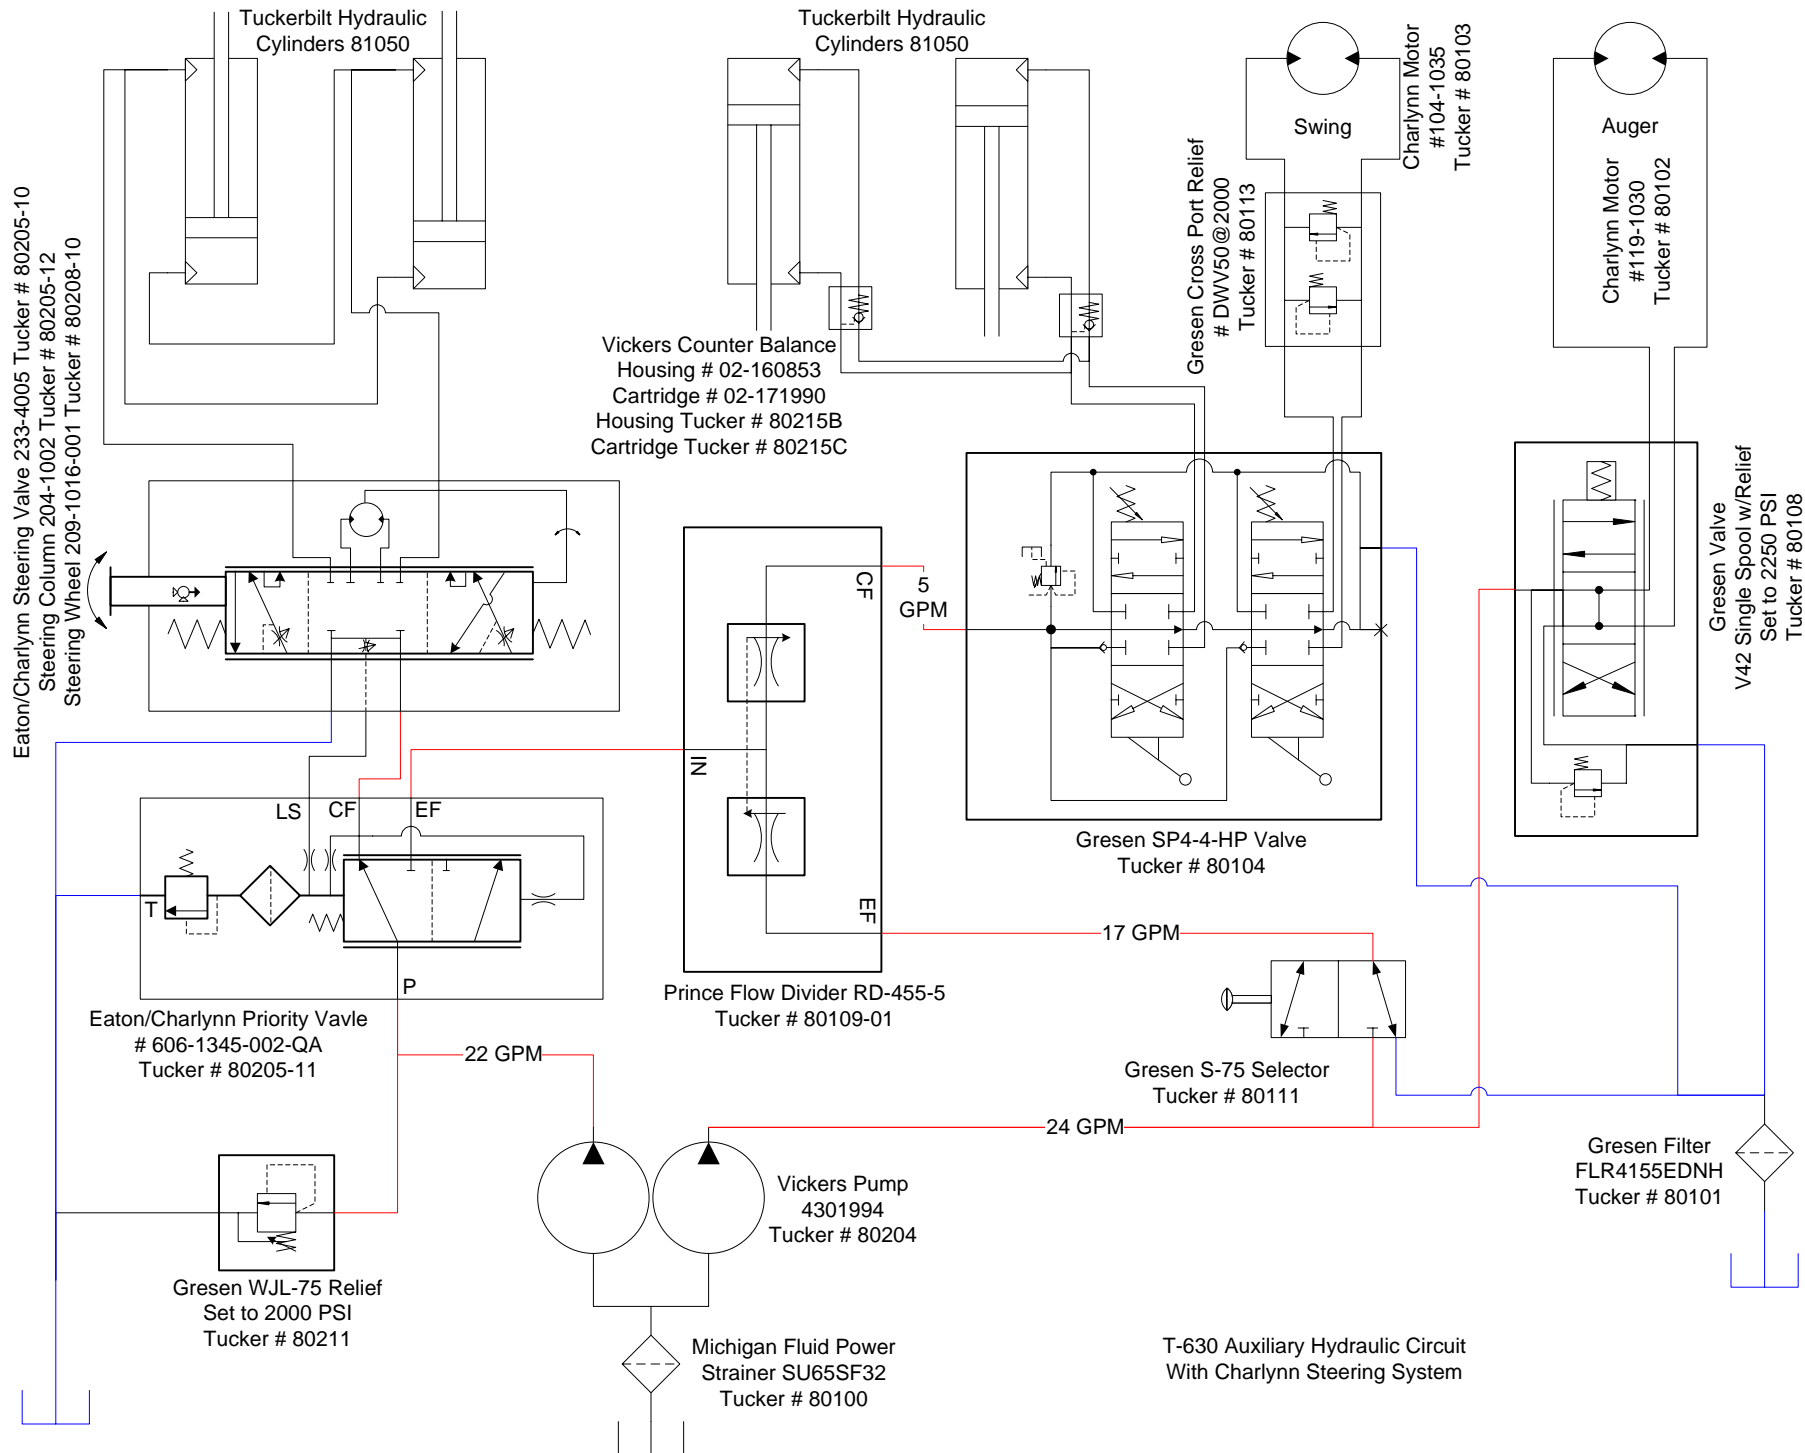 Tuckerbilt Hydraulic
Cylinders 81050
Tuckerbilt Hydraulic
Cylinders 81050
Swing
Charlynn Motor
#104-1035
Tucker # 80103
Auger
Charlynn Motor
#119-1030
Tucker # 80102
Eaton/Charlynn Steering Valve 233-4005 Tucker # 80205-10
Steering Column 204-1002 Tucker # 80205-12
Steering Wheel 209-1016-001 Tucker # 80208-10
Vickers Counter Balance
Housing # 02-160853
Cartridge # 02-171990
Housing Tucker # 80215B
Cartridge Tucker # 80215C
Gresen Cross Port Relief
# DWV50@2000
Tucker # 80113
Gresen Valve
V42 Single Spool w/Relief
Set to 2250 PSI
Tucker # 80108
CF
5
GPM
IN
EF
LS
CF
EF
T
P
Gresen SP4-4-HP Valve
Tucker # 80104
17 GPM
Prince Flow Divider RD-455-5
Tucker # 80109-01
Eaton/Charlynn Priority Vavle
# 606-1345-002-QA
Tucker # 80205-11
22 GPM
Gresen S-75 Selector
Tucker # 80111
24 GPM
Gresen Filter
FLR4155EDNH
Tucker # 80101
Vickers Pump
4301994
Tucker # 80204
Gresen WJL-75 Relief
Set to 2000 PSI
Tucker # 80211
Michigan Fluid Power
Strainer SU65SF32
Tucker # 80100
T-630 Auxiliary Hydraulic Circuit
With Charlynn Steering System